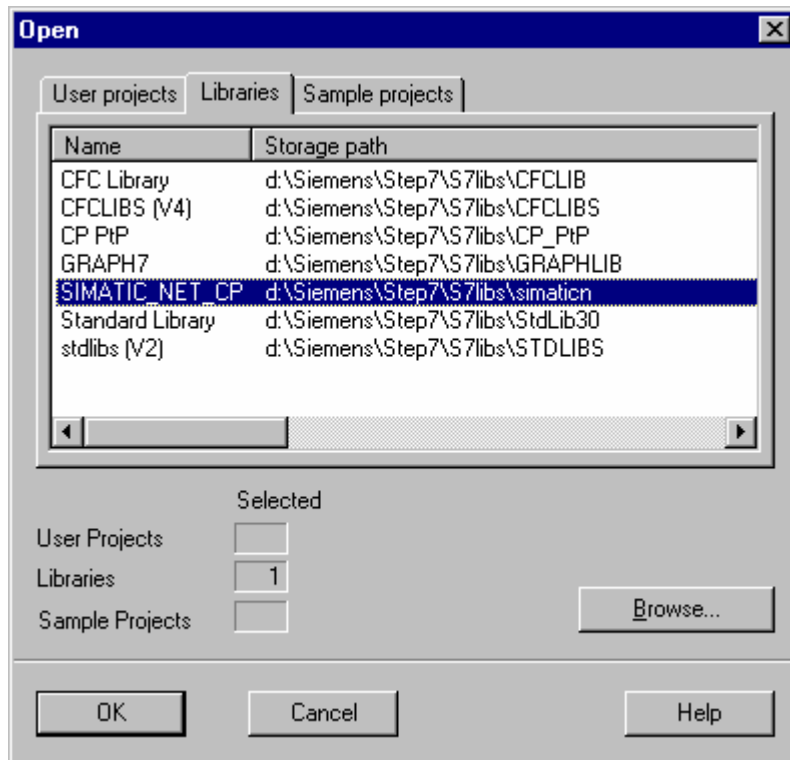 Open
User projects Libraries Sample projects
Name Storage path
CFC Library d:\Siemens\Step7\S7libs\CFCLIB
CFCLIBS (V4) d:\Siemens\Step7\S7libs\CFCLIBS
CP PtP d:\Siemens\Step7\S7libs\CP_PtP
GRAPH7 d:\Siemens\Step7\S7libs\GRAPHLIB
SIMATIC_NET_CP d:\Siemens\Step7\S7libs\simaticn
Standard Library d:\Siemens\Step7\S7libs\StdLib30
stdlibs (V2) d:\Siemens\Step7\S7libs\STDLIBS
Selected
User Projects
Libraries 1
Sample Projects
Browse...
OK Cancel Help